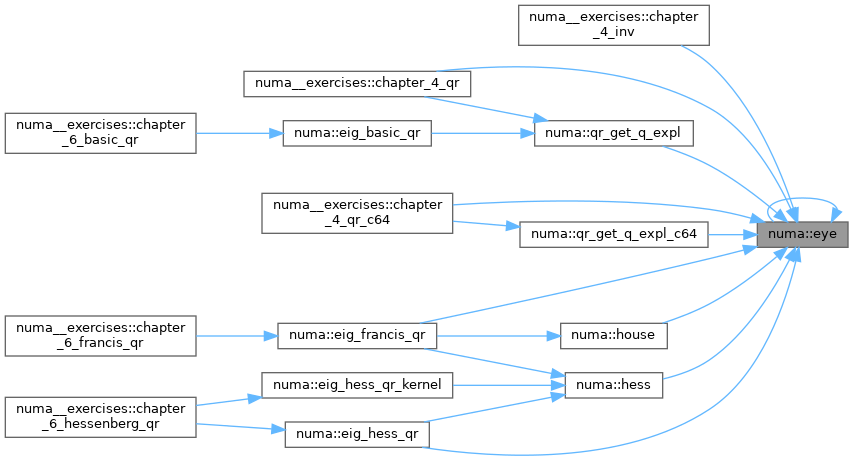 numa__exercises::chapter
_4_inv
numa__exercises::chapter_4_qr
numa__exercises::chapter
_6_basic_qr
numa::eig_basic_qr
numa::qr_get_q_expl
numa__exercises::chapter
_4_qr_c64
numa::qr_get_q_expl_c64
numa::eye
numa__exercises::chapter
_6_francis_qr
numa::eig_francis_qr
numa::house
numa::eig_hess_qr_kernel
numa::hess
numa__exercises::chapter
_6_hessenberg_qr
numa::eig_hess_qr